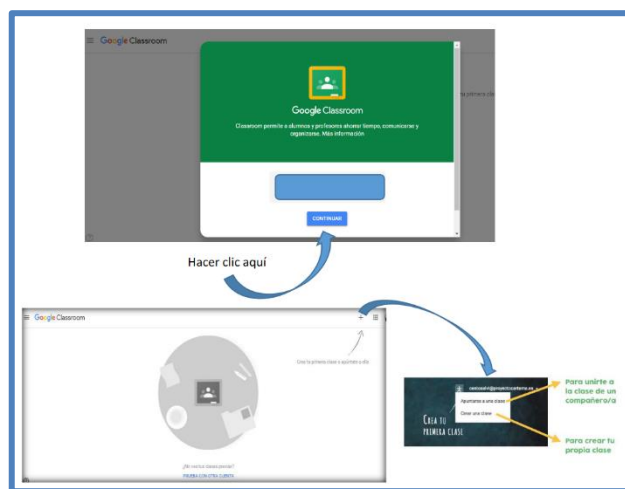 Google Classroom
Google Classroom
Classroom permite a alumnos y profesores ahorrar tiempo, comunicarse y
organizarse. Más información
CONTINUAR
Hacer clic aquí
Google Classroom
Crea tu primera clase o apúntate a ella
¿No ves tus clases previas?
PRUEBA CON OTRA CUENTA
Apuntarse a una clase
Crear una clase
CREA TU
PRIMERA CLASE
Para unirte a
la clase de un
compañero/a
Para crear tu
propia clase